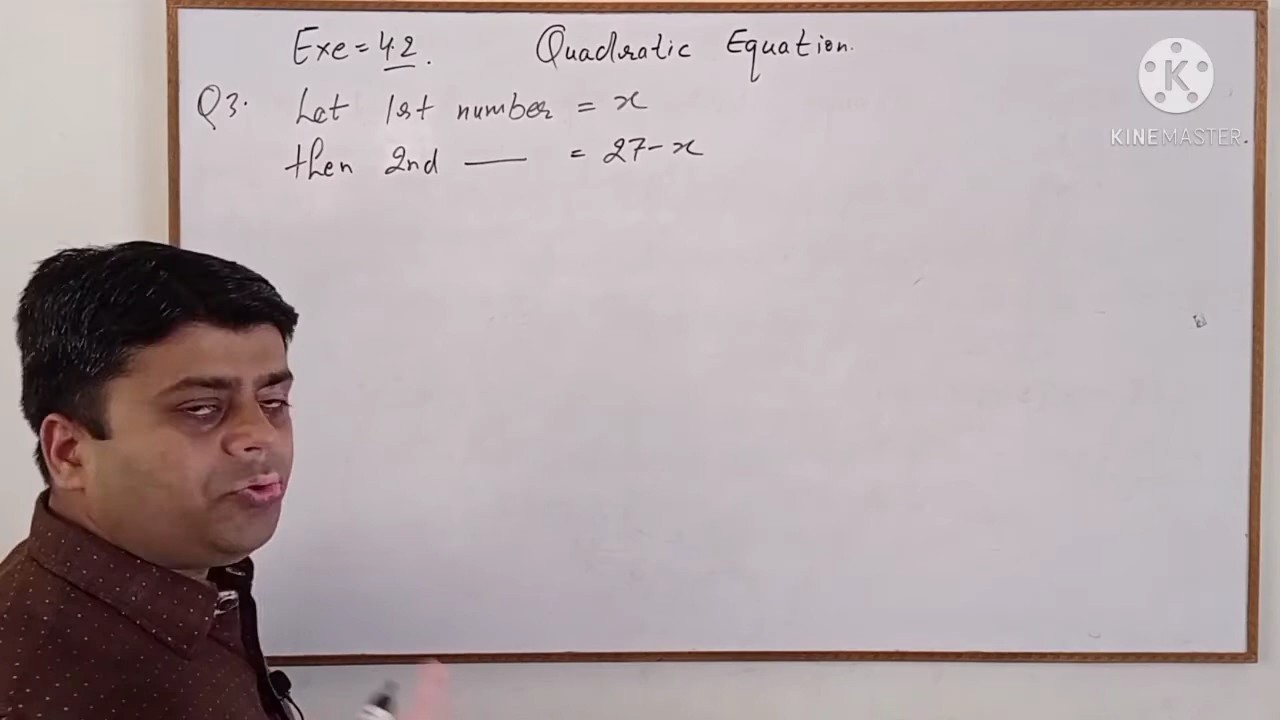 Exe = 4.2. Quadratic Equation.
Q3. Let 1st number = x
then 2nd — = 27-x
K
KINEMASTER